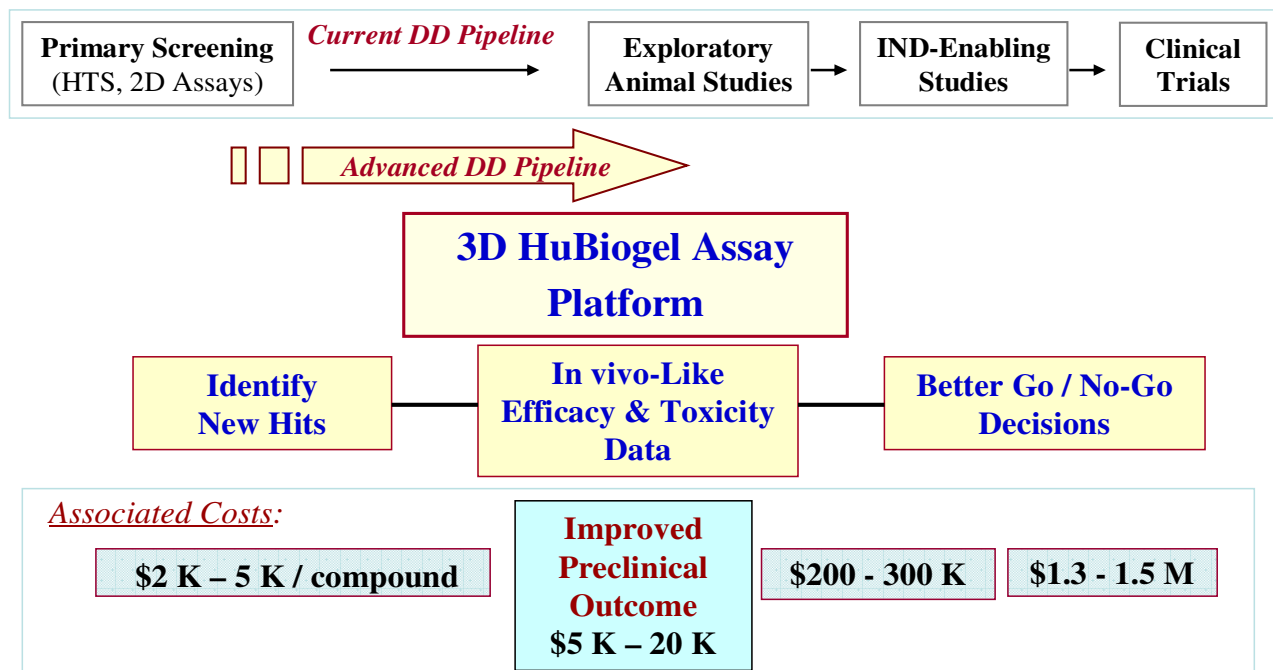 Primary Screening
(HTS, 2D Assays)
Current DD Pipeline
Exploratory
Animal Studies
IND-Enabling
Studies
Clinical
Trials
Advanced DD Pipeline
3D HuBiogel Assay
Platform
Identify
New Hits
In vivo-Like
Efficacy & Toxicity
Data
Better Go / No-Go
Decisions
Associated Costs:
$2 K – 5 K / compound
Improved
Preclinical
Outcome
$5 K – 20 K
$200 - 300 K
$1.3 - 1.5 M